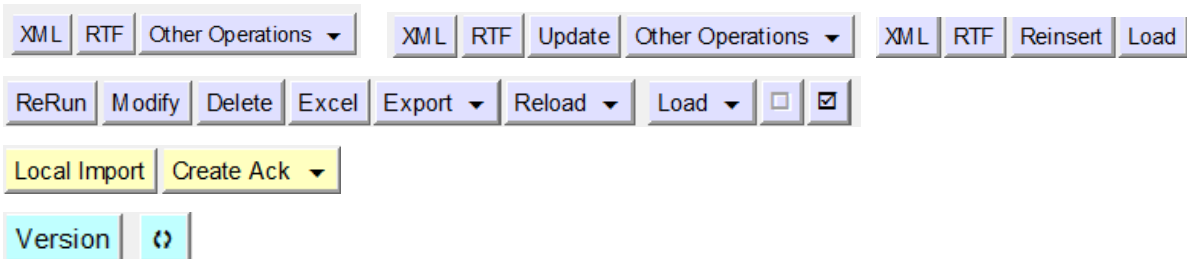 XML RTF Other Operations XML RTF Update Other Operations XML RTF Reinsert Load
ReRun Modify Delete Excel Export Reload Load
Local Import Create Ack
Version